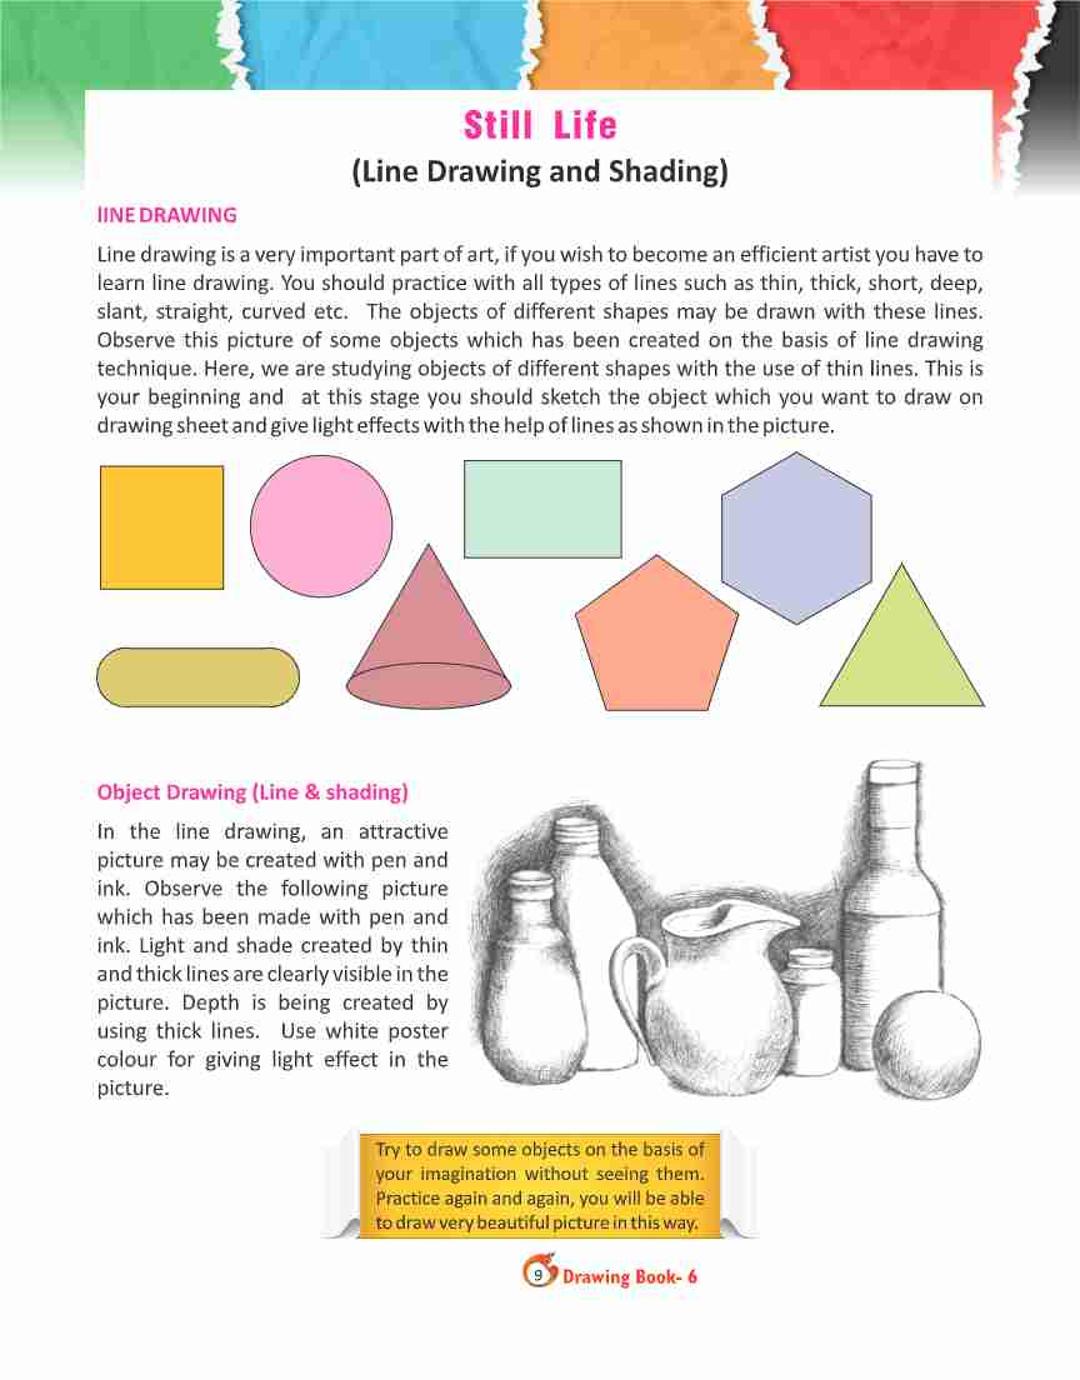 Still Life
(Line Drawing and Shading)
lINE DRAWING
Line drawing is a very important part of art, if you wish to become an efficient artist you have to
learn line drawing. You should practice with all types of lines such as thin, thick, short, deep,
slant, straight, curved etc. The objects of different shapes may be drawn with these lines.
Observe this picture of some objects which has been created on the basis of line drawing
technique. Here, we are studying objects of different shapes with the use of thin lines. This is
your beginning and at this stage you should sketch the object which you want to draw on
drawing sheet and give light effects with the help of lines as shown in the picture.
Object Drawing (Line & shading)
In the line drawing, an attractive
picture may be created with pen and
ink. Observe the following picture
which has been made with pen and
ink. Light and shade created by thin
and thick lines are clearly visible in the
picture. Depth is being created by
using thick lines. Use white poster
colour for giving light effect in the
picture.
Try to draw some objects on the basis of
your imagination without seeing them.
Practice again and again, you will be able
to draw very beautiful picture in this way.
9 Drawing Book- 6